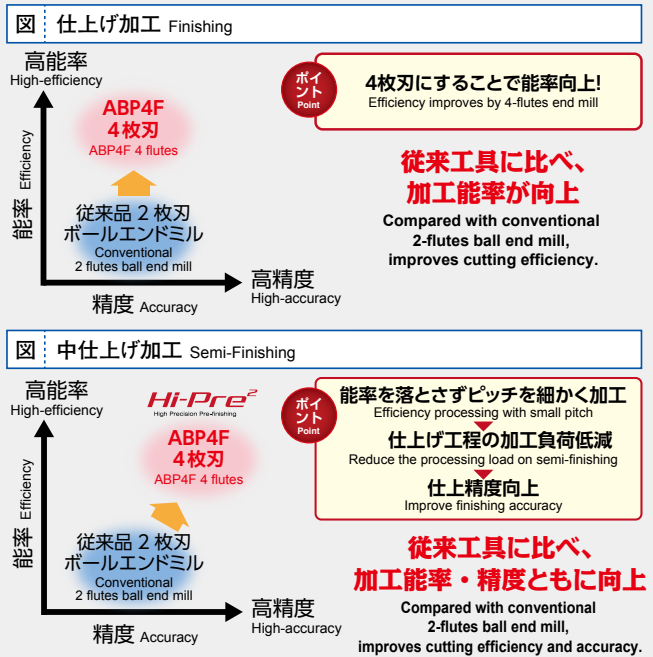 図 仕上げ加工 Finishing
高能率
High-efficiency
ABP4F
4枚刃
ABP4F 4 flutes
従来品2枚刃
ボールエンドミル
Conventional
2 flutes ball end mill
能率 Efficiency
精度 Accuracy
高精度
High-accuracy
ポイ
ント
Point
4枚刃にすることで能率向上!
Efficiency improves by 4-flutes end mill
従来工具に比べ、
加工能率が向上
Compared with conventional
2-flutes ball end mill,
improves cutting efficiency.
図 中仕上げ加工 Semi-Finishing
高能率
High-efficiency
Hi-Pre²
High Precision Pre-finishing
ABP4F
4枚刃
ABP4F 4 flutes
従来品2枚刃
ボールエンドミル
Conventional
2 flutes ball end mill
能率 Efficiency
精度 Accuracy
高精度
High-accuracy
ポイ
ント
Point
能率を落とさずピッチを細かく加工
Efficiency processing with small pitch
仕上げ工程の加工負荷低減
Reduce the processing load on semi-finishing
仕上精度向上
Improve finishing accuracy
従来工具に比べ、
加工能率・精度ともに向上
Compared with conventional
2-flutes ball end mill,
improves cutting efficiency and accuracy.